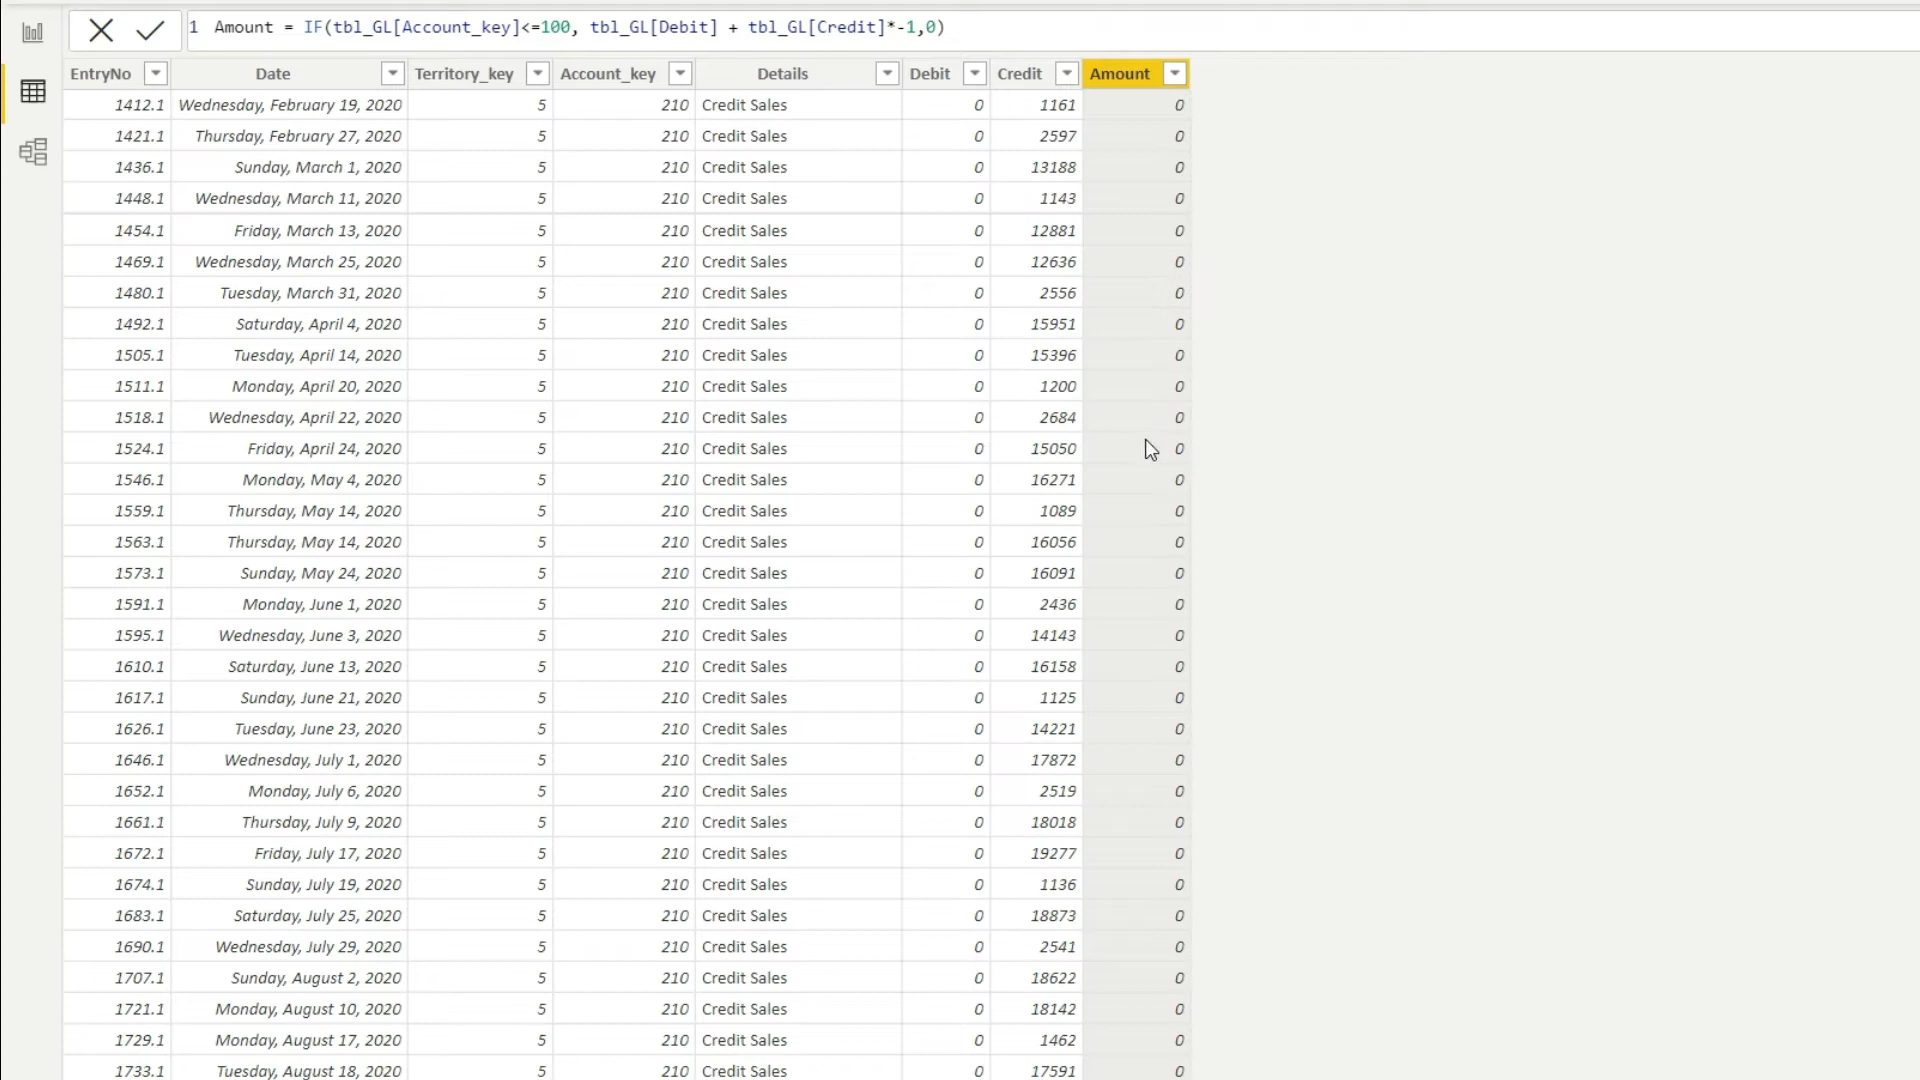 1 Amount = IF(tbl_GL[Account_key]<=100, tbl_GL[Debit] + tbl_GL[Credit]*-1,0)
EntryNo Date Territory_key Account_key Details Debit Credit Amount
1412.1 Wednesday, February 19, 2020 5 210 Credit Sales 0 1161 0
1421.1 Thursday, February 27, 2020 5 210 Credit Sales 0 2597 0
1436.1 Sunday, March 1, 2020 5 210 Credit Sales 0 13188 0
1448.1 Wednesday, March 11, 2020 5 210 Credit Sales 0 1143 0
1454.1 Friday, March 13, 2020 5 210 Credit Sales 0 12881 0
1469.1 Wednesday, March 25, 2020 5 210 Credit Sales 0 12636 0
1480.1 Tuesday, March 31, 2020 5 210 Credit Sales 0 2556 0
1492.1 Saturday, April 4, 2020 5 210 Credit Sales 0 15951 0
1505.1 Tuesday, April 14, 2020 5 210 Credit Sales 0 15396 0
1511.1 Monday, April 20, 2020 5 210 Credit Sales 0 1200 0
1518.1 Wednesday, April 22, 2020 5 210 Credit Sales 0 2684 0
1524.1 Friday, April 24, 2020 5 210 Credit Sales 0 15050 0
1546.1 Monday, May 4, 2020 5 210 Credit Sales 0 16271 0
1559.1 Thursday, May 14, 2020 5 210 Credit Sales 0 1089 0
1563.1 Thursday, May 14, 2020 5 210 Credit Sales 0 16056 0
1573.1 Sunday, May 24, 2020 5 210 Credit Sales 0 16091 0
1591.1 Monday, June 1, 2020 5 210 Credit Sales 0 2436 0
1595.1 Wednesday, June 3, 2020 5 210 Credit Sales 0 14143 0
1610.1 Saturday, June 13, 2020 5 210 Credit Sales 0 16158 0
1617.1 Sunday, June 21, 2020 5 210 Credit Sales 0 1125 0
1626.1 Tuesday, June 23, 2020 5 210 Credit Sales 0 14221 0
1646.1 Wednesday, July 1, 2020 5 210 Credit Sales 0 17872 0
1652.1 Monday, July 6, 2020 5 210 Credit Sales 0 2519 0
1661.1 Thursday, July 9, 2020 5 210 Credit Sales 0 18018 0
1672.1 Friday, July 17, 2020 5 210 Credit Sales 0 19277 0
1674.1 Sunday, July 19, 2020 5 210 Credit Sales 0 1136 0
1683.1 Saturday, July 25, 2020 5 210 Credit Sales 0 18873 0
1690.1 Wednesday, July 29, 2020 5 210 Credit Sales 0 2541 0
1707.1 Sunday, August 2, 2020 5 210 Credit Sales 0 18622 0
1721.1 Monday, August 10, 2020 5 210 Credit Sales 0 18142 0
1729.1 Monday, August 17, 2020 5 210 Credit Sales 0 1462 0
1733.1 Tuesday, August 18, 2020 5 210 Credit Sales 0 17591 0